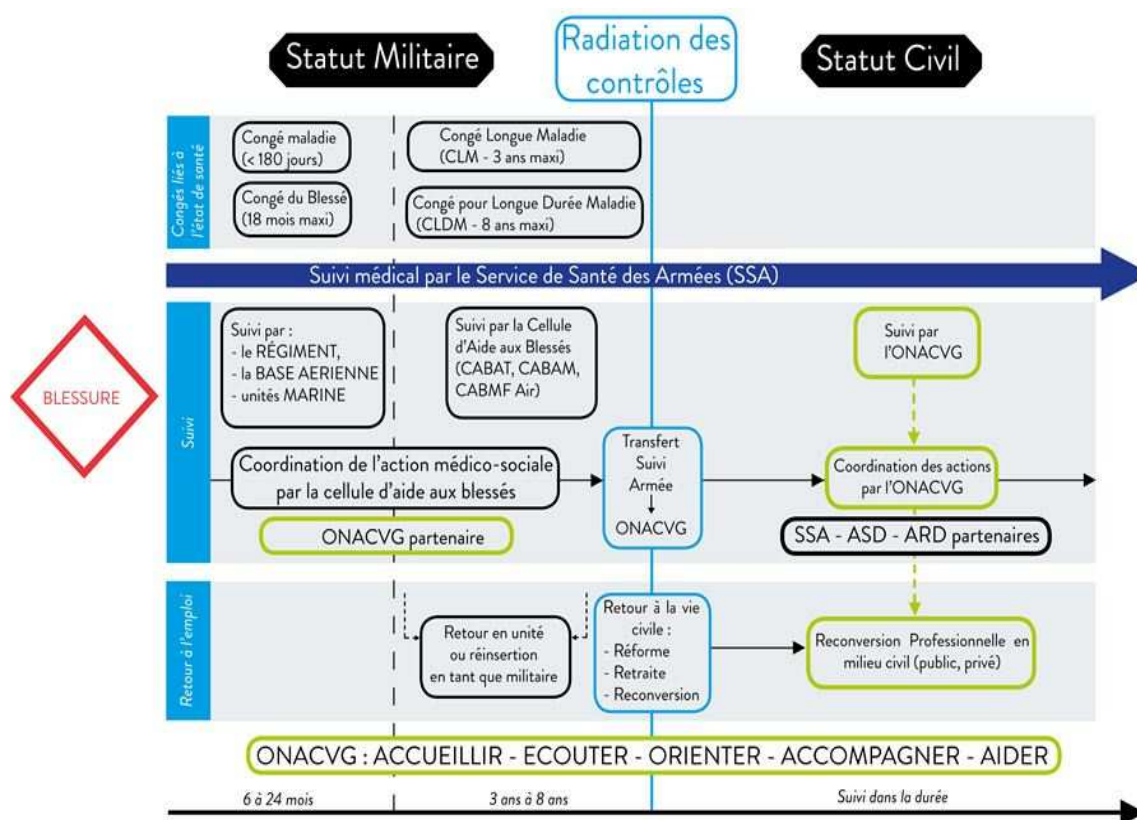 Statut Militaire
Radiation des
contrôles
Statut Civil
Congés liés à
l'état de santé
Congé maladie
(< 180 jours)
Congé du Blessé
(18 mois maxi)
Congé Longue Maladie
(CLM - 3 ans maxi)
Congé pour Longue Durée Maladie
(CLDM - 8 ans maxi)
Suivi médical par le Service de Santé des Armées (SSA)
BLESSURE
Suivi
Suivi par :
- le RÉGIMENT,
- la BASE AERIENNE
- unités MARINE
Suivi par la Cellule
d'Aide aux Blessés
(CABAT, CABAM,
CABMF Air)
Suivi par
l'ONACVG
Coordination de l'action médico-sociale
par la cellule d'aide aux blessés
ONACVG partenaire
Transfert
Suivi
Armée
ONACVG
Coordination des actions
par l'ONACVG
SSA - ASD - ARD partenaires
Retour à l'emploi
Retour en unité
ou réinsertion
en tant que militaire
Retour à la vie
civile :
- Réforme
- Retraite
- Reconversion
Reconversion Professionnelle en
milieu civil (public, privé)
ONACVG : ACCUEILLIR - ECOUTER - ORIENTER - ACCOMPAGNER - AIDER
6 à 24 mois
3 ans à 8 ans
Suivi dans la durée